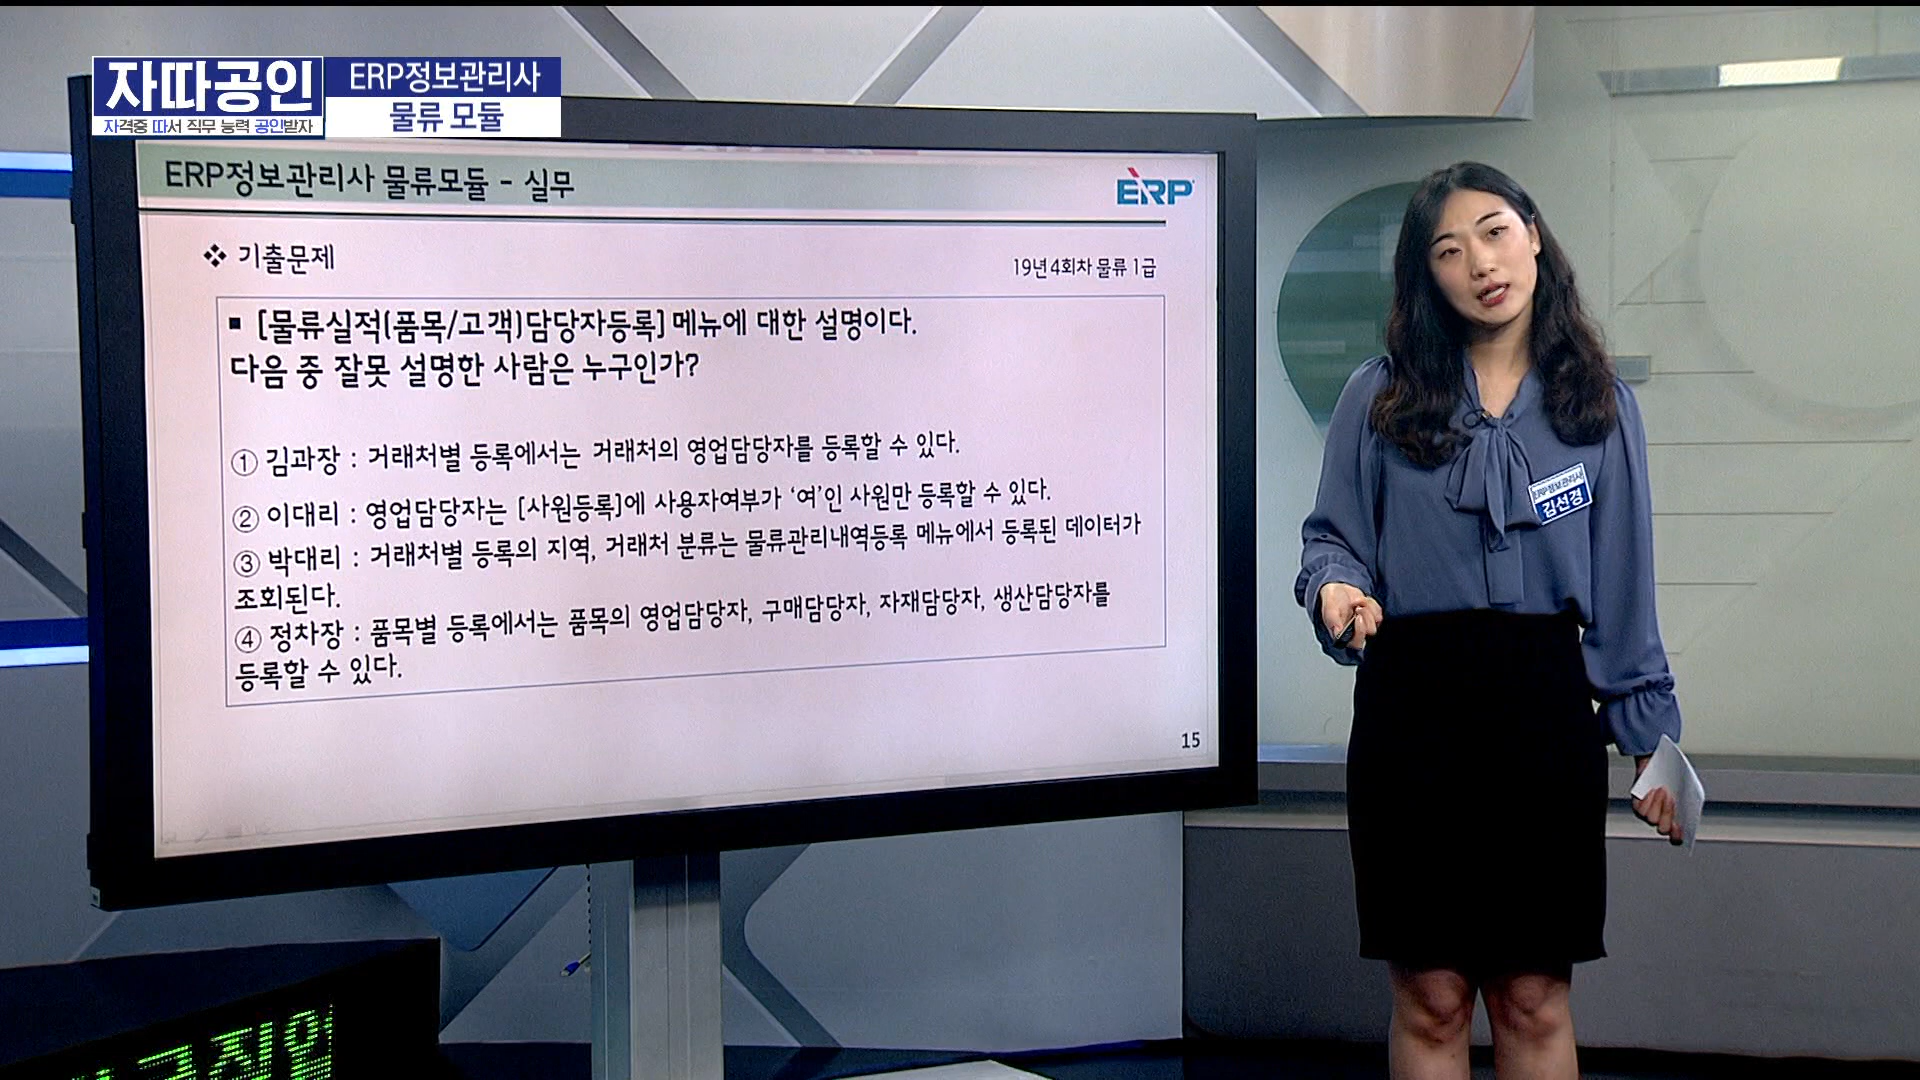 자따공인
자격증 따서 직무 능력 공인받자
ERP정보관리사
물류 모듈
ERP정보관리사 물류모듈 - 실무
ERP
❖ 기출문제
19년 4회차 물류 1급
▪ [물류실적(품목/고객)담당자등록] 메뉴에 대한 설명이다.
다음 중 잘못 설명한 사람은 누구인가?
① 김과장 : 거래처별 등록에서는 거래처의 영업담당자를 등록할 수 있다.
② 이대리 : 영업담당자는 [사원등록]에 사용자여부가 ‘여’인 사원만 등록할 수 있다.
③ 박대리 : 거래처별 등록의 지역, 거래처 분류는 물류관리내역등록 메뉴에서 등록된 데이터가
조회된다.
④ 정차장 : 품목별 등록에서는 품목의 영업담당자, 구매담당자, 자재담당자, 생산담당자를
등록할 수 있다.
15
ERP정보관리사
김선경